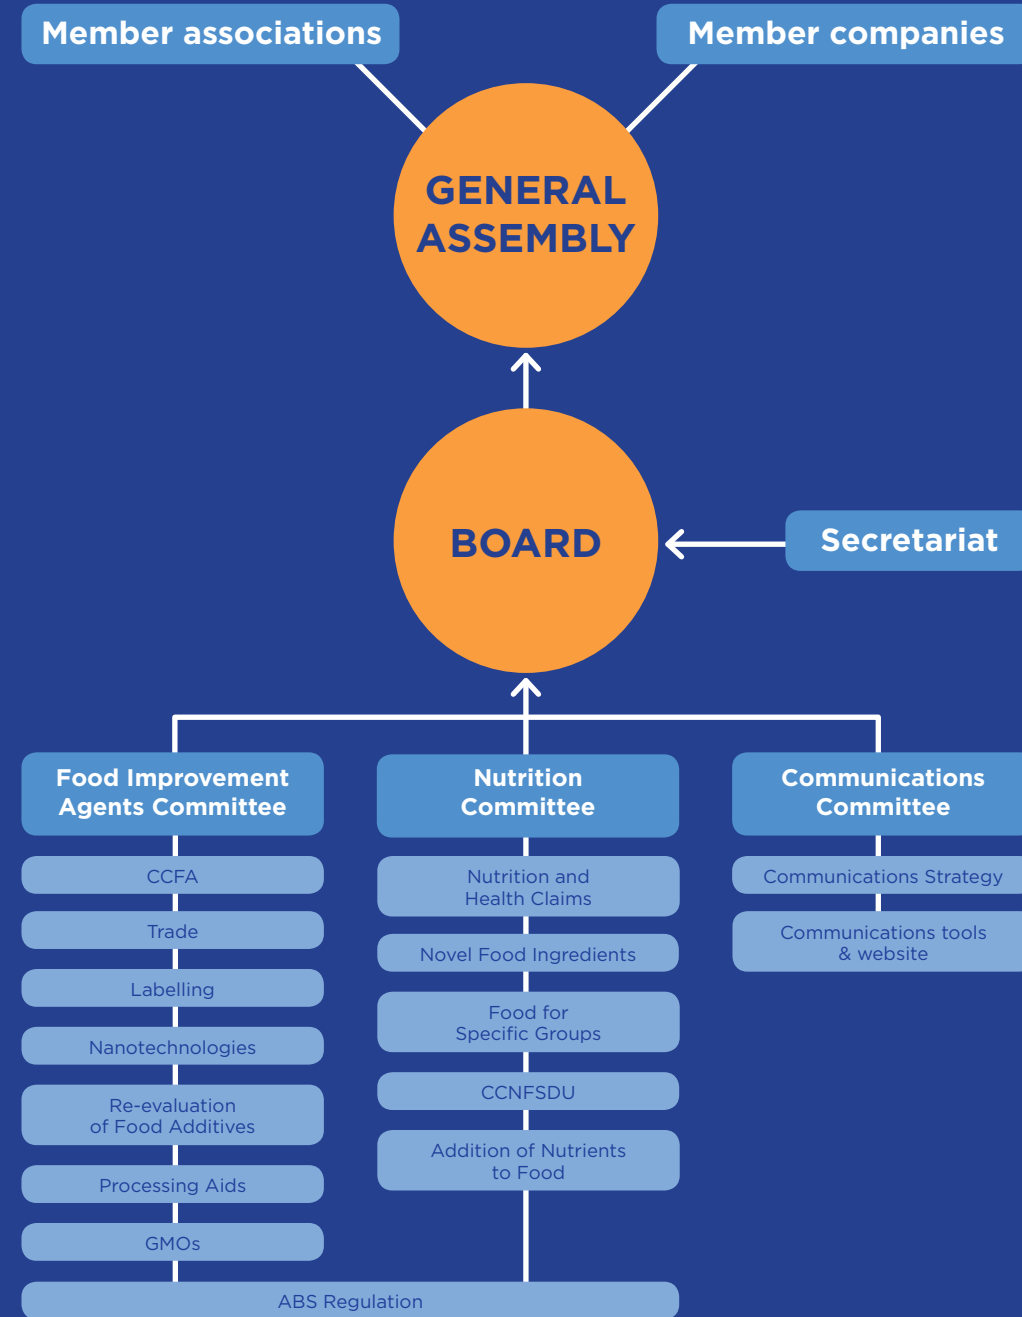 Member associations
Member companies
GENERAL
ASSEMBLY
BOARD
Secretariat
Food Improvement
Agents Committee
CCFA
Trade
Labelling
Nanotechnologies
Re-evaluation
of Food Additives
Processing Aids
GMOs
Nutrition
Committee
Nutrition and
Health Claims
Novel Food Ingredients
Food for
Specific Groups
CCNFSDU
Addition of Nutrients
to Food
ABS Regulation
Communications
Committee
Communications Strategy
Communications tools
& website